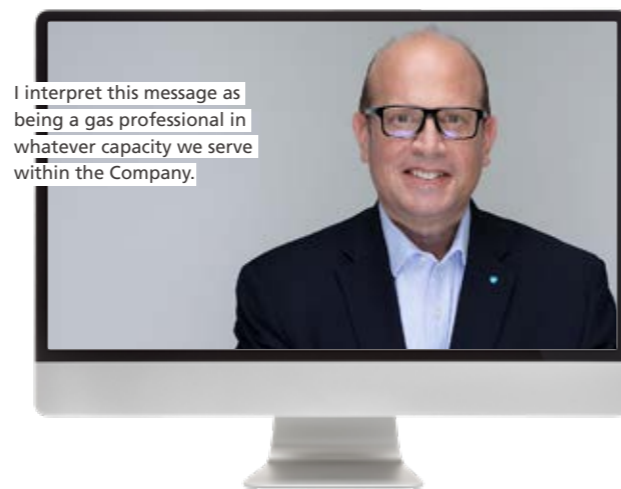 I interpret this message as
being a gas professional in
whatever capacity we serve
within the Company.